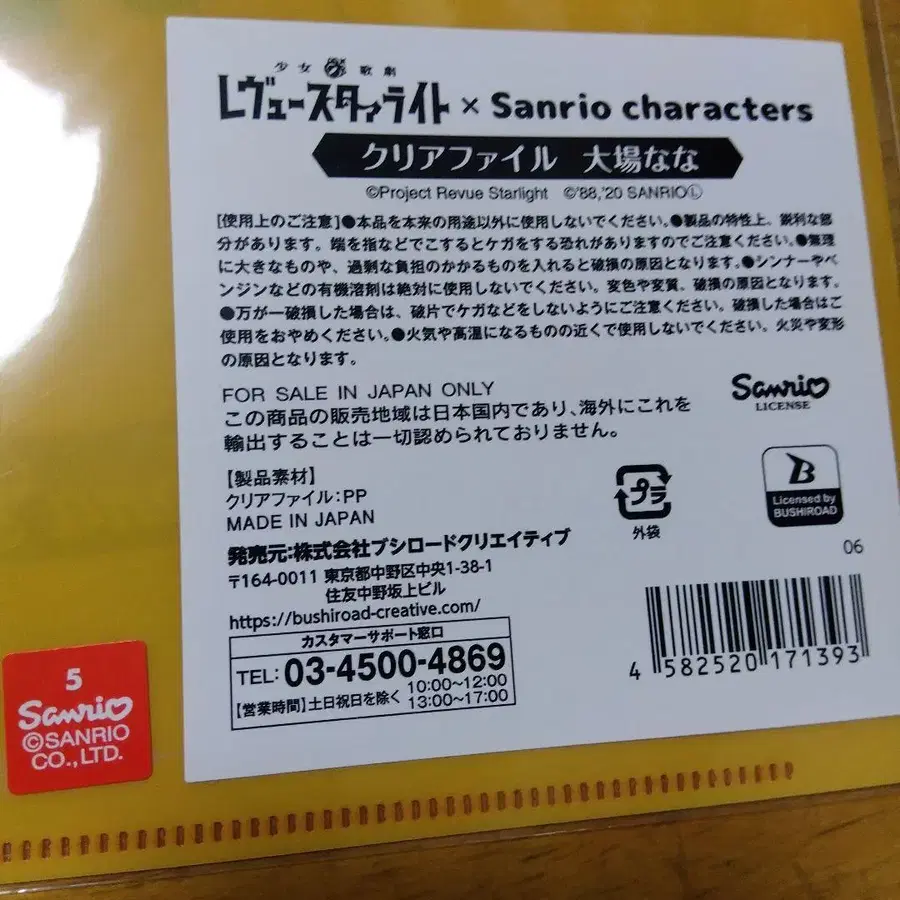 少女歌劇
レヴュースタァライト × Sanrio characters
クリアファイル 大場なな
©Project Revue Starlight ©'88,'20 SANRIOⓁ
[使用上のご注意]●本品を本来の用途以外に使用しないでください。●製品の特性上、鋭利な部
分があります。端を指などでこするとケガをする恐れがありますのでご注意ください。●無理
に大きなものや、過剰な負担のかかるものを入れると破損の原因となります。●シンナーやベ
ンジンなどの有機溶剤は絶対に使用しないでください。変色や変質、破損の原因となります。
●万が一破損した場合は、破片でケガなどをしないようにご注意ください。破損した場合はご
使用をおやめください。●火気や高温になるものの近くで使用しないでください。火災や変形
の原因となります。
FOR SALE IN JAPAN ONLY
この商品の販売地域は日本国内であり、海外にこれを
輸出することは一切認められておりません。
Sanrio
LICENSE
【製品素材】
クリアファイル:PP
MADE IN JAPAN
プラ
外袋
B
Licensed by
BUSHIROAD
06
発売元:株式会社ブシロードクリエイティブ
〒164-0011 東京都中野区中央1-38-1
住友中野坂上ビル
https://bushiroad-creative.com/
カスタマーサポート窓口
TEL: 03-4500-4869
【営業時間】土日祝日を除く 10:00〜12:00
13:00〜17:00
4 582520 171393
5
Sanrio
©SANRIO
CO.,LTD.